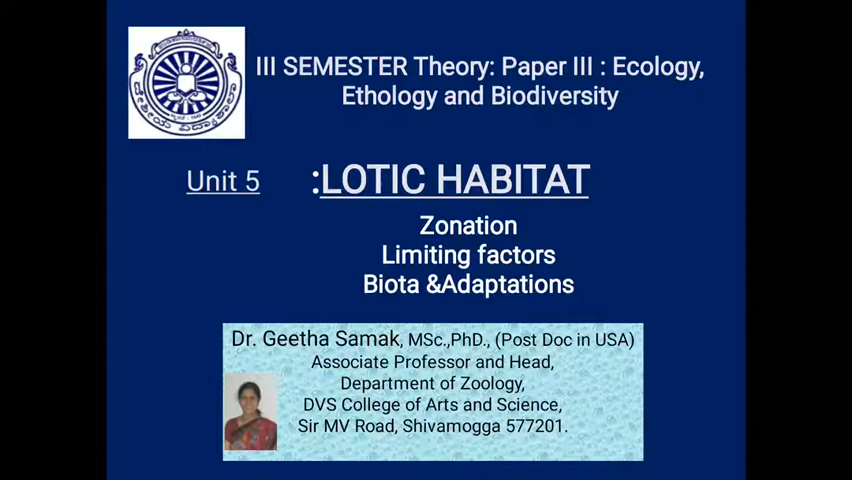 III SEMESTER Theory: Paper III : Ecology,
Ethology and Biodiversity
Unit 5 :LOTIC HABITAT
Zonation
Limiting factors
Biota &Adaptations
Dr. Geetha Samak, MSc.,PhD., (Post Doc in USA)
Associate Professor and Head,
Department of Zoology,
DVS College of Arts and Science,
Sir MV Road, Shivamogga 577201.